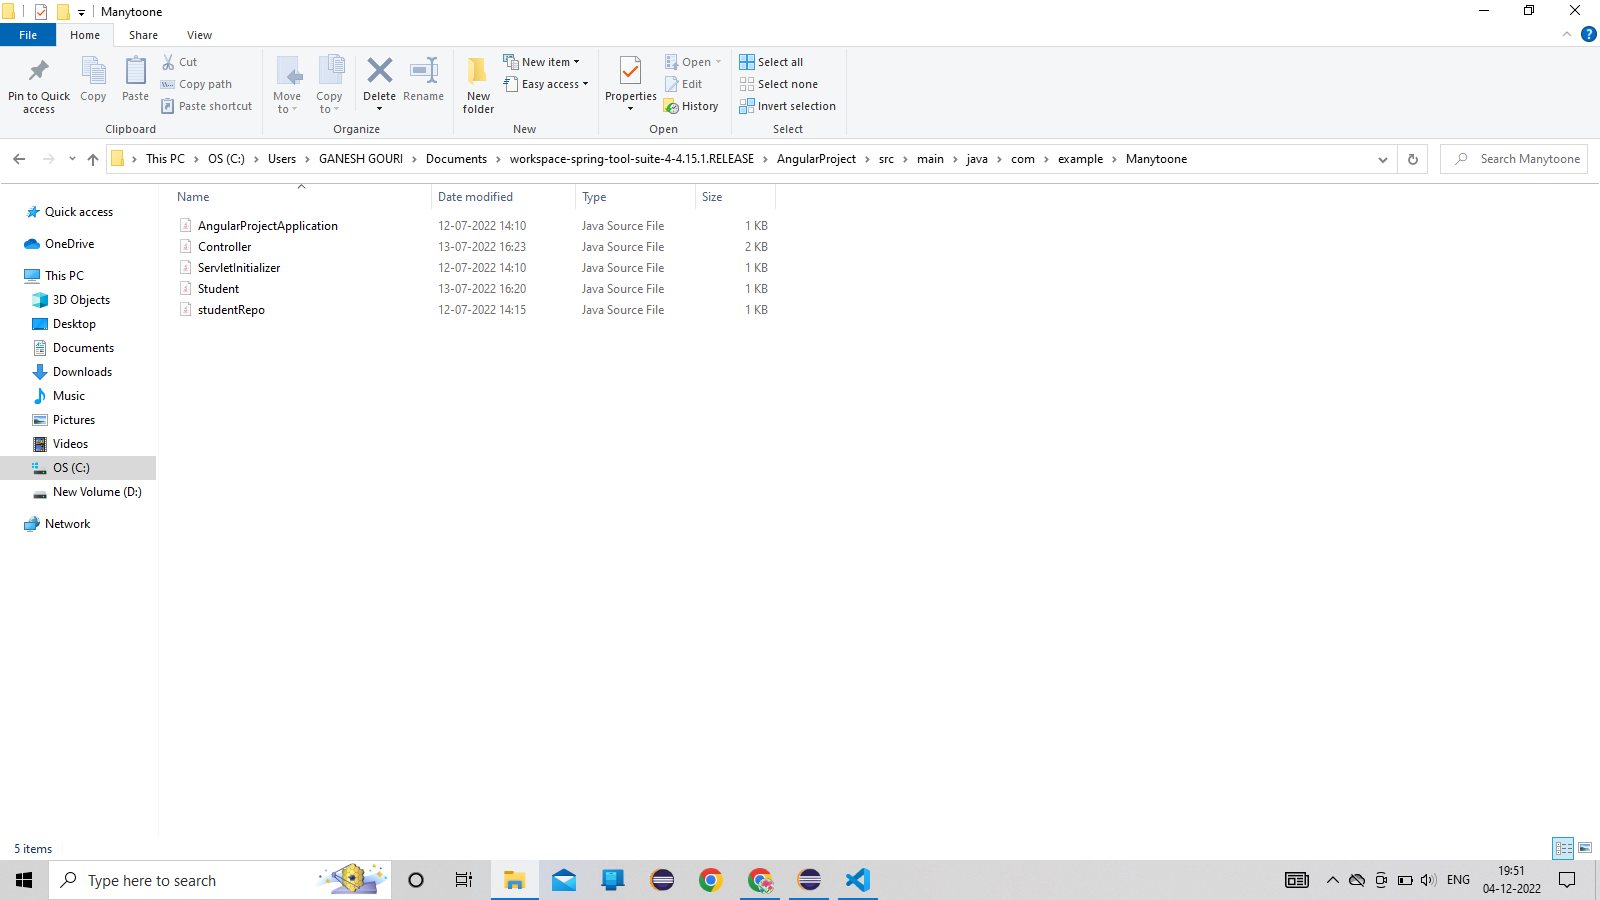 Manytoone
File Home Share View
Pin to Quick access
Copy
Paste
Cut
Copy path
Paste shortcut
Clipboard
Move to
Copy to
Delete
Rename
Organize
New folder
New item
Easy access
New
Properties
Open
Edit
History
Open
Select all
Select none
Invert selection
Select
This PC OS (C:) Users GANESH GOURI Documents workspace-spring-tool-suite-4-4.15.1.RELEASE AngularProject src main java com example Manytoone
Search Manytoone
Name Date modified Type Size
AngularProjectApplication 12-07-2022 14:10 Java Source File 1 KB
Controller 13-07-2022 16:23 Java Source File 2 KB
ServletInitializer 12-07-2022 14:10 Java Source File 1 KB
Student 13-07-2022 16:20 Java Source File 1 KB
studentRepo 12-07-2022 14:15 Java Source File 1 KB
Quick access
OneDrive
This PC
3D Objects
Desktop
Documents
Downloads
Music
Pictures
Videos
OS (C:)
New Volume (D:)
Network
5 items
Type here to search
ENG
19:51
04-12-2022